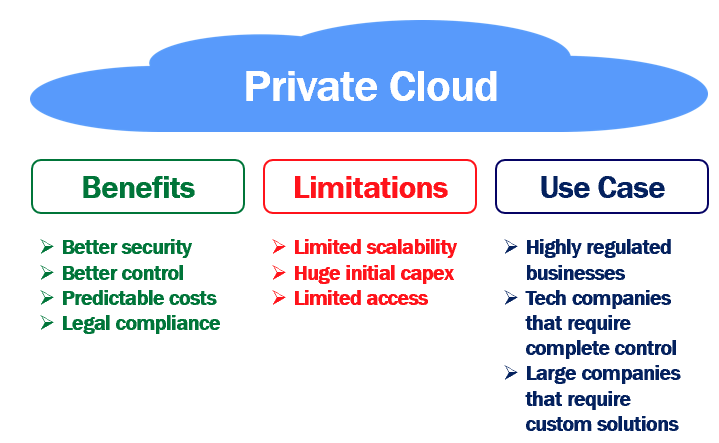 Private Cloud
Benefits
Better security
Better control
Predictable costs
Legal compliance
Limitations
Limited scalability
Huge initial capex
Limited access
Use Case
Highly regulated
businesses
Tech companies
that require
complete control
Large companies
that require
custom solutions